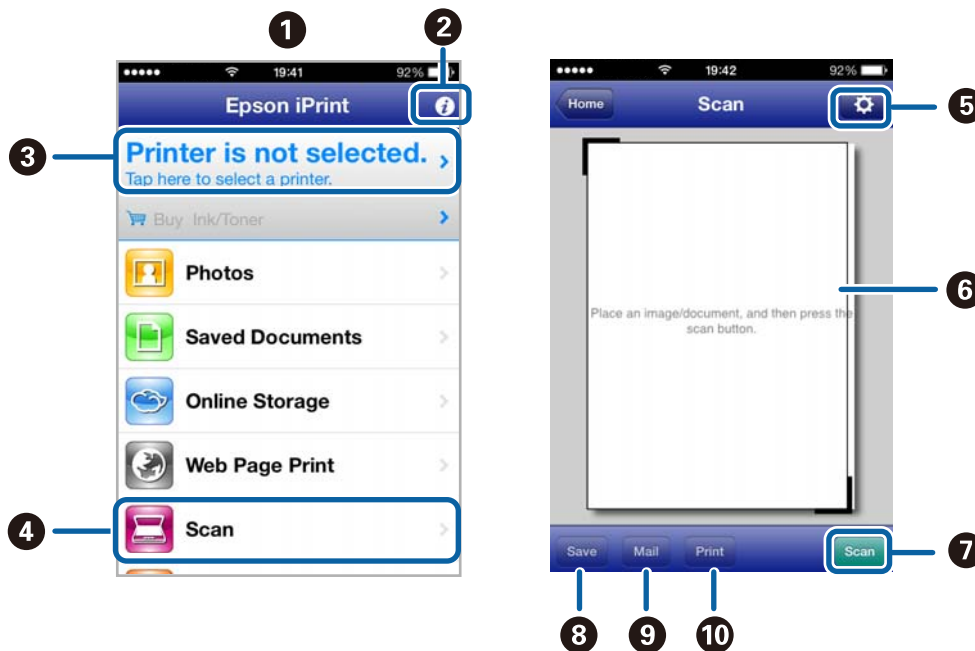 1
2
19:41
92%
Epson iPrint
i
3
Printer is not selected.
Tap here to select a printer.
Buy Ink/Toner
Photos
Saved Documents
Online Storage
Web Page Print
4
Scan
19:42
92%
Home
Scan
5
6
Place an image/document, and then press the
scan button.
Save
Mail
Print
Scan
7
8
9
10